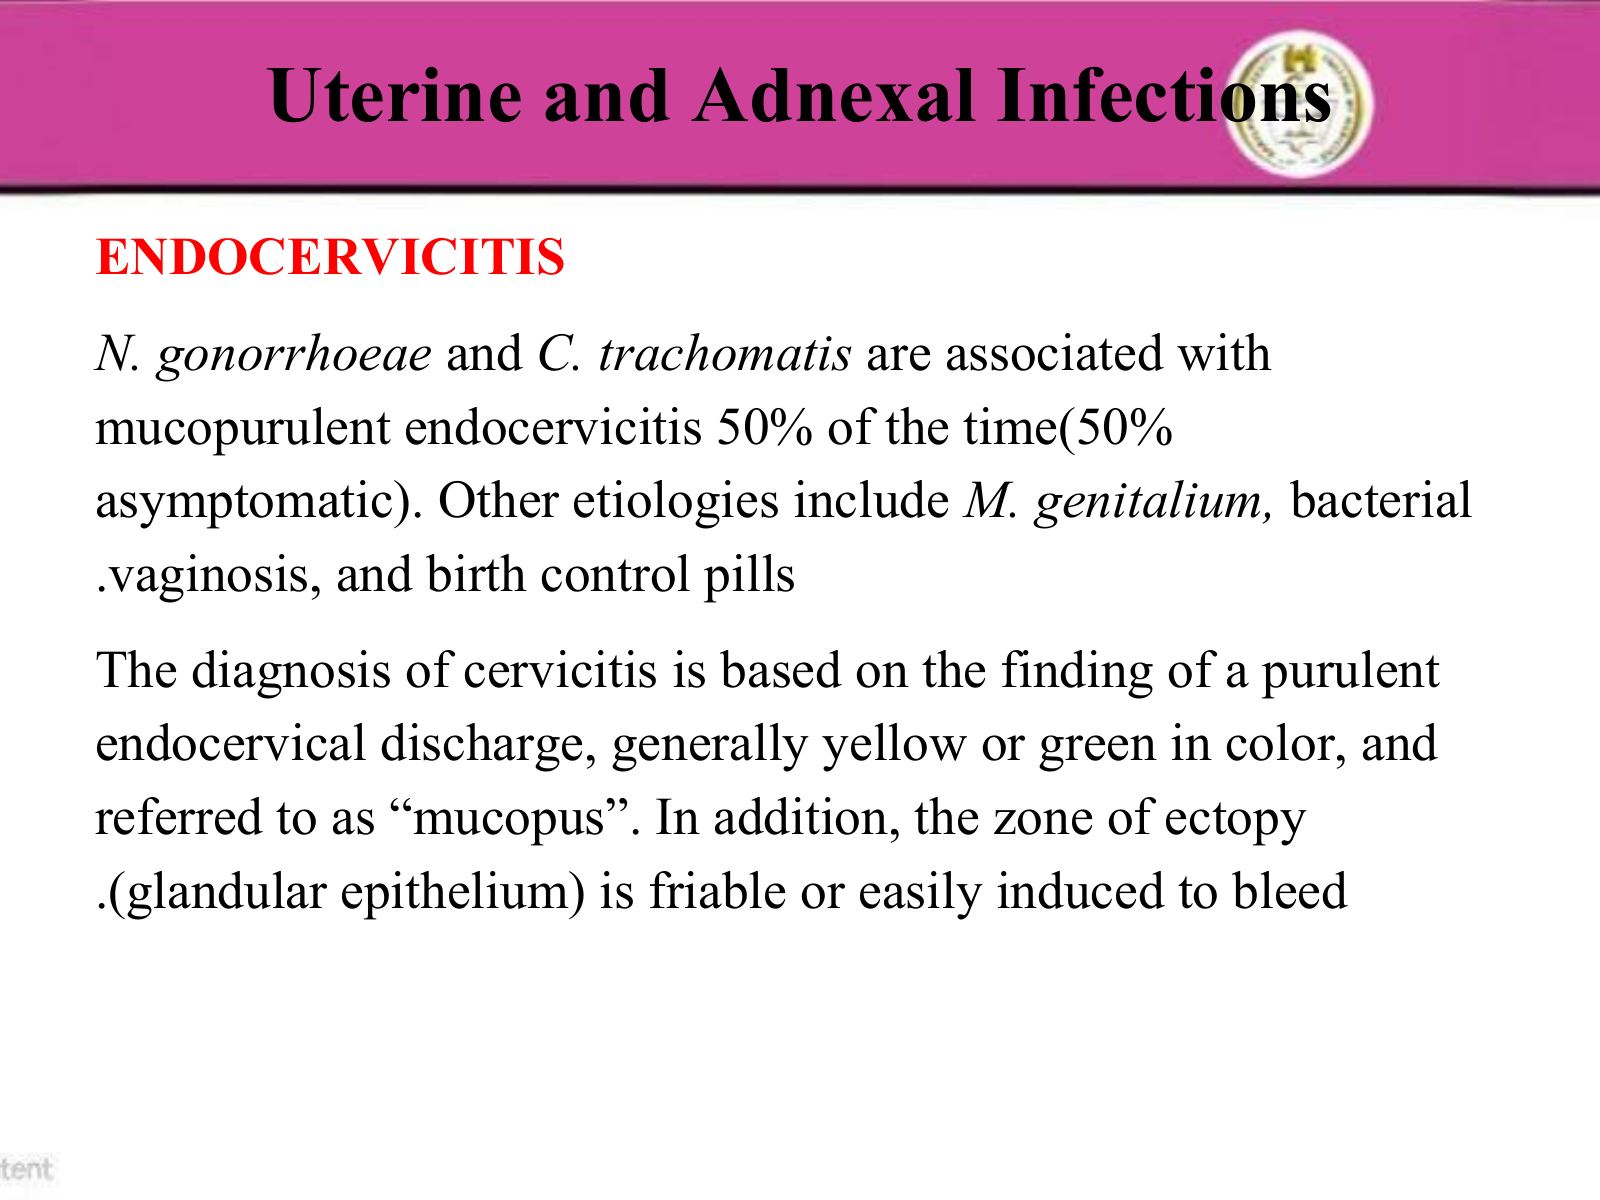 Uterine and Adnexal Infections
ENDOCERVICITIS
N. gonorrhoeae and C. trachomatis are associated with
mucopurulent endocervicitis 50% of the time(50%
asymptomatic). Other etiologies include M. genitalium, bacterial
.vaginosis, and birth control pills
The diagnosis of cervicitis is based on the finding of a purulent
endocervical discharge, generally yellow or green in color, and
referred to as “mucopus”. In addition, the zone of ectopy
.(glandular epithelium) is friable or easily induced to bleed
tent